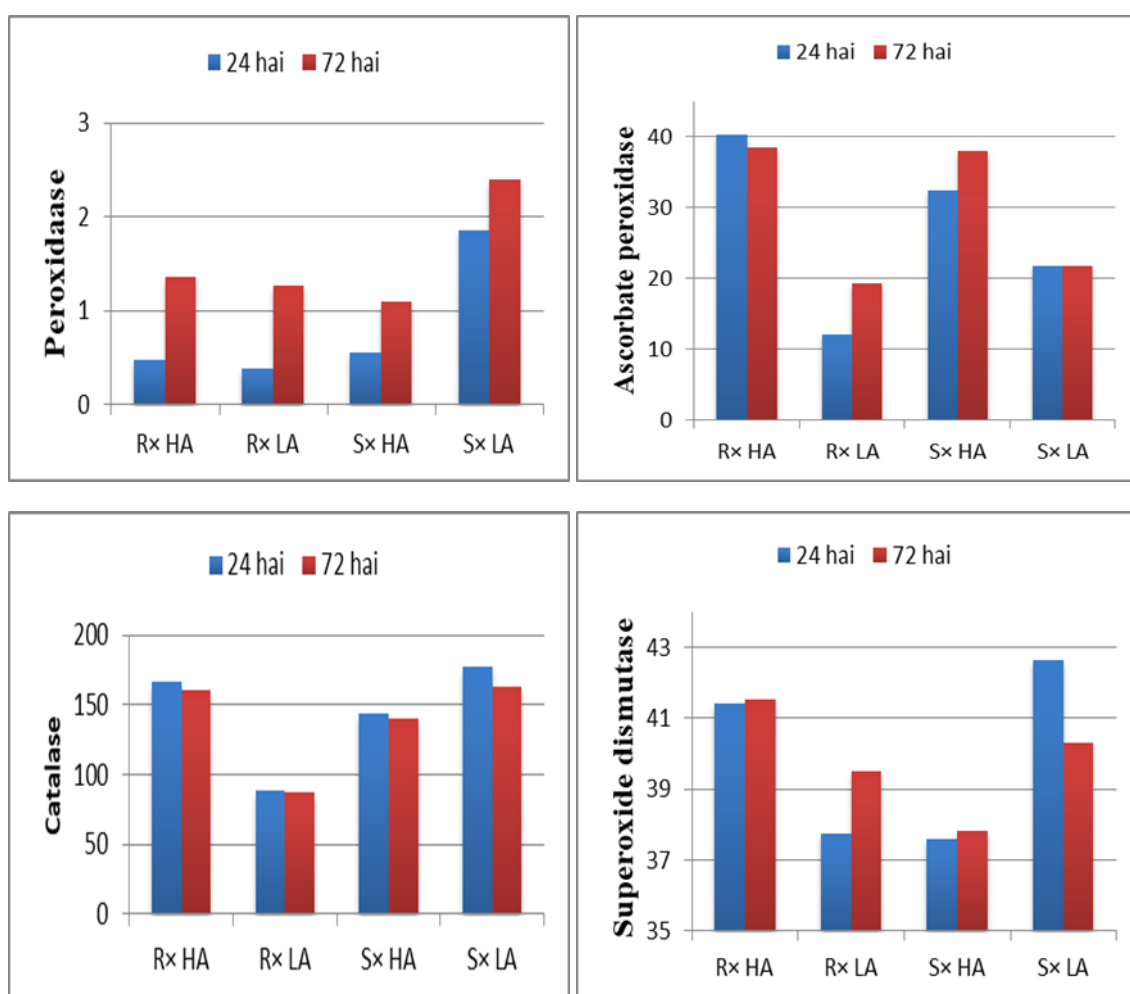 24 hai 72 hai
Peroxidaase
3
2
1
0
R× HA R× LA S× HA S× LA
24 hai 72 hai
Ascorbate peroxidase
40
30
20
10
0
R× HA R× LA S× HA S× LA
24 hai 72 hai
Catalase
200
150
100
50
0
R× HA R× LA S× HA S× LA
24 hai 72 hai
Superoxide dismutase
43
41
39
37
35
R× HA R× LA S× HA S× LA